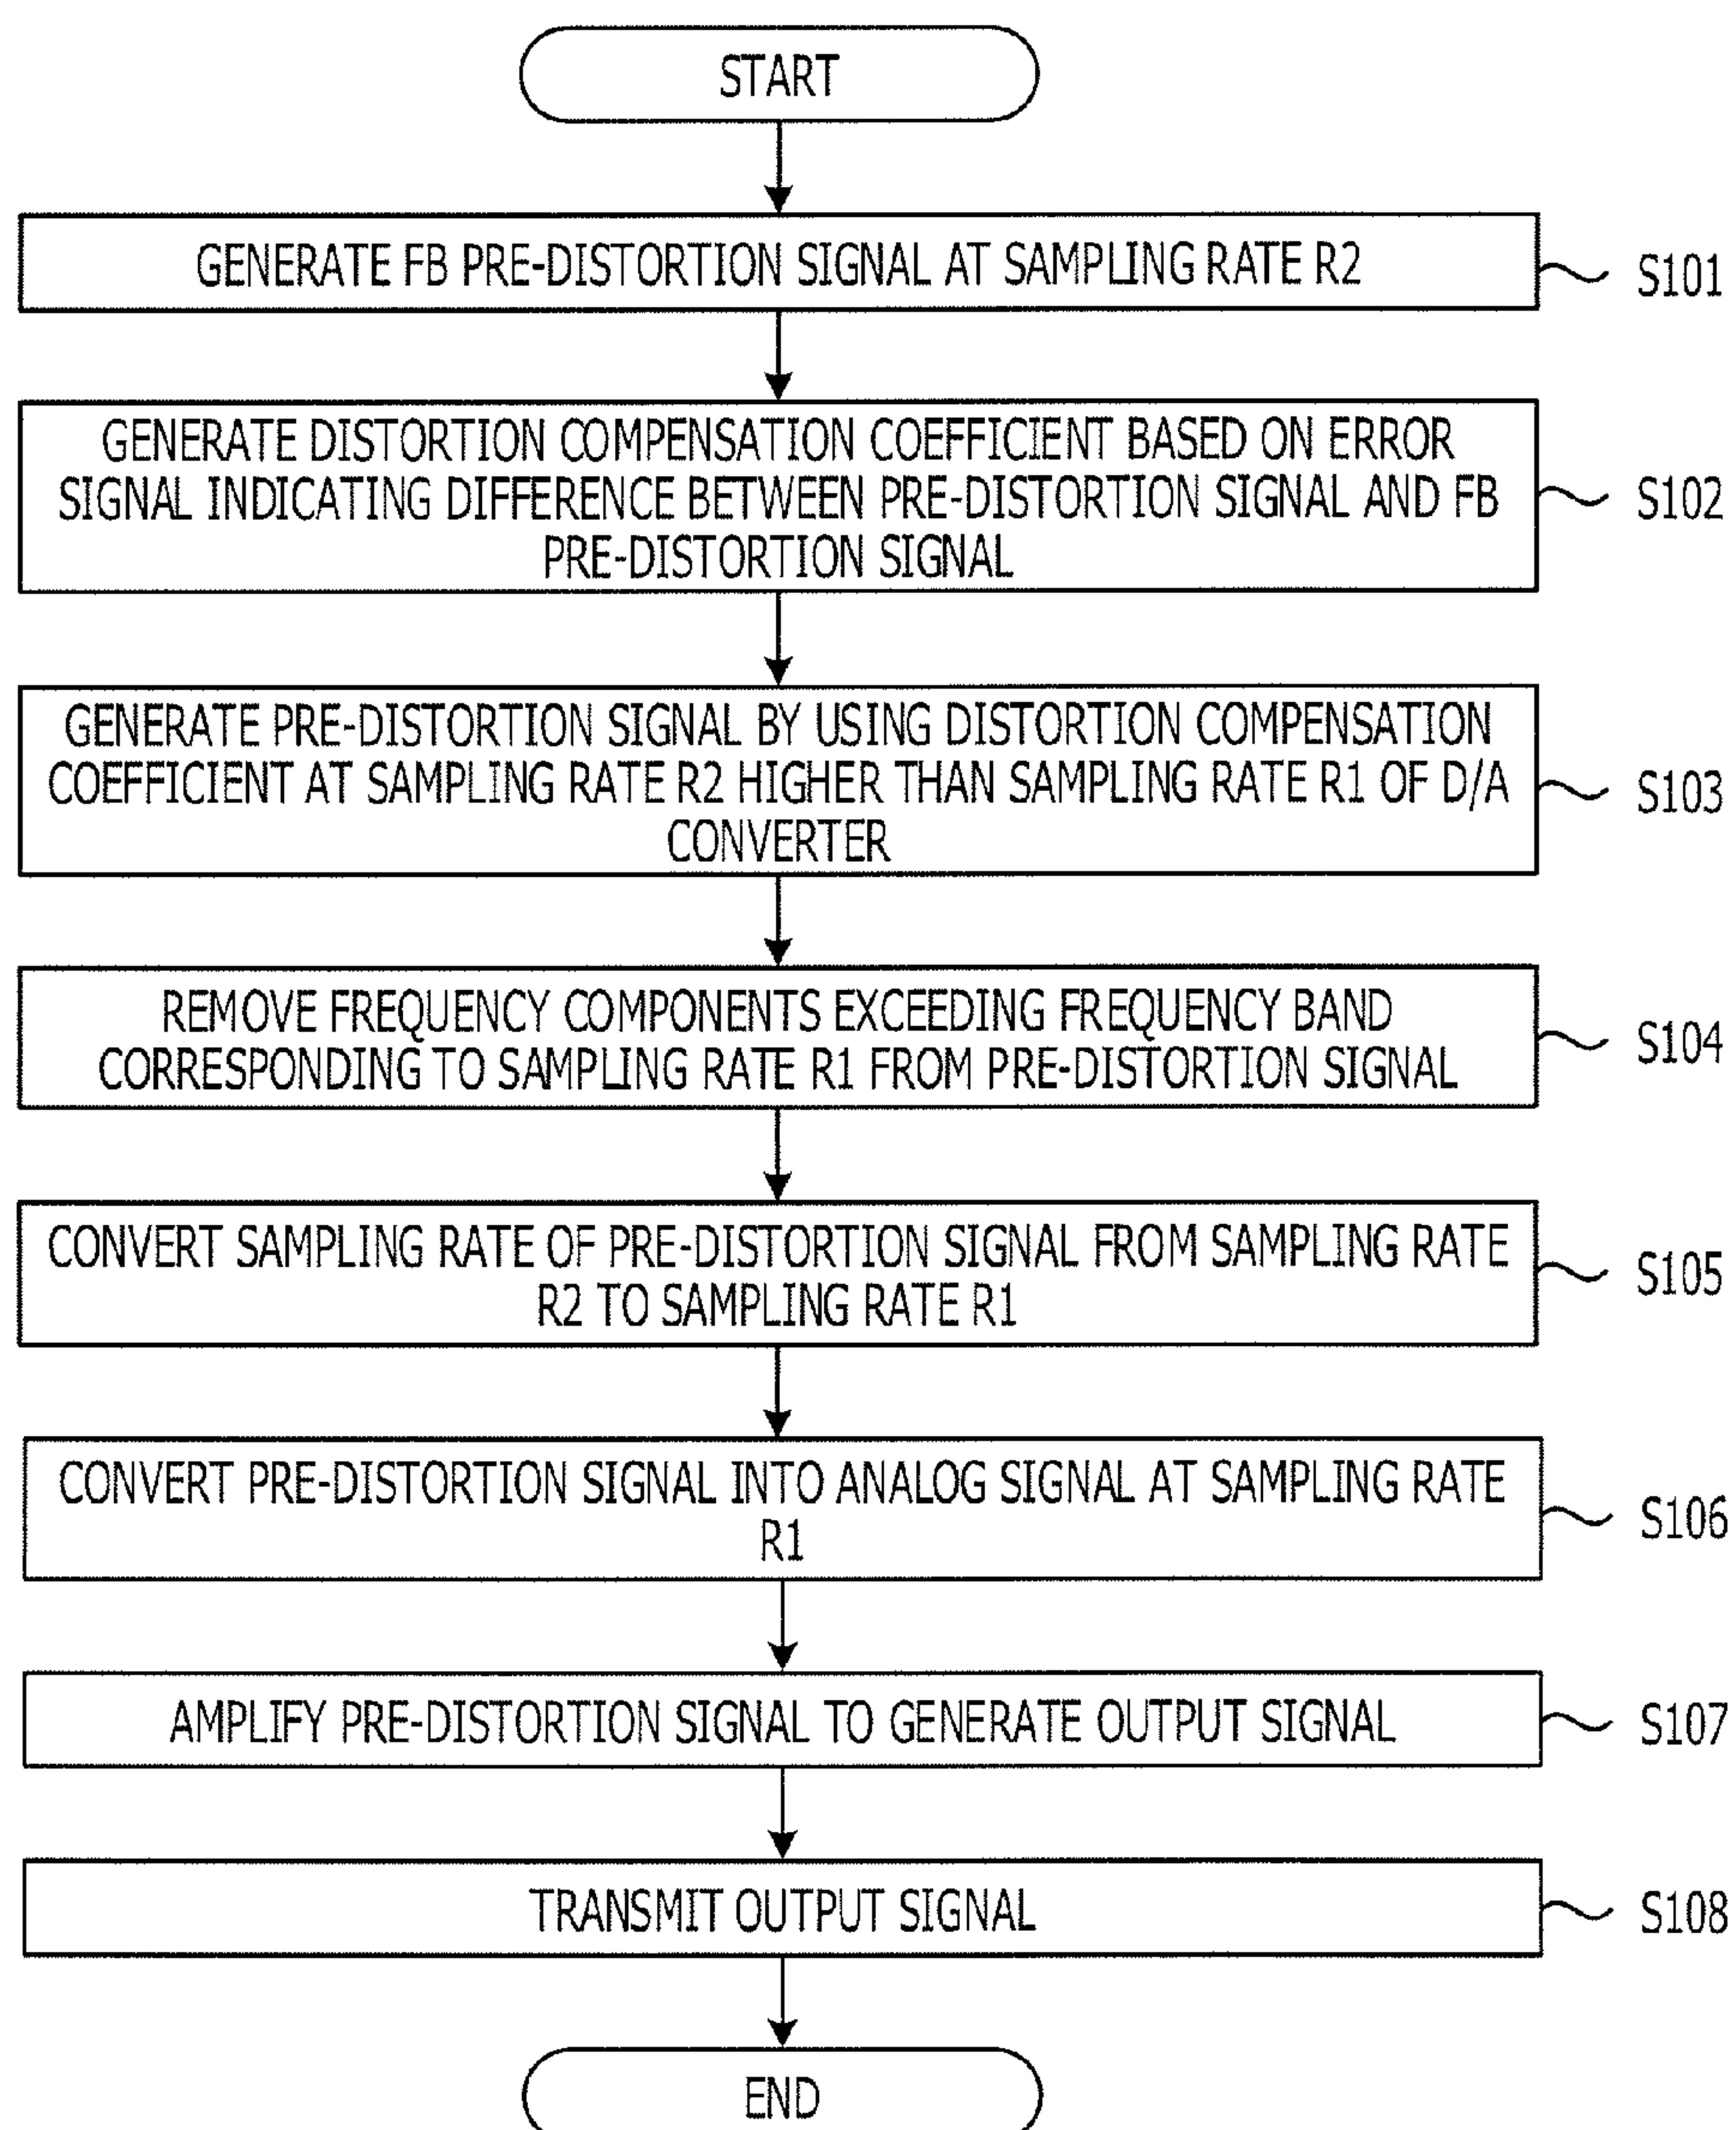 START
GENERATE FB PRE-DISTORTION SIGNAL AT SAMPLING RATE R2
S101
GENERATE DISTORTION COMPENSATION COEFFICIENT BASED ON ERROR
SIGNAL INDICATING DIFFERENCE BETWEEN PRE-DISTORTION SIGNAL AND FB
PRE-DISTORTION SIGNAL
S102
GENERATE PRE-DISTORTION SIGNAL BY USING DISTORTION COMPENSATION
COEFFICIENT AT SAMPLING RATE R2 HIGHER THAN SAMPLING RATE R1 OF D/A
CONVERTER
S103
REMOVE FREQUENCY COMPONENTS EXCEEDING FREQUENCY BAND
CORRESPONDING TO SAMPLING RATE R1 FROM PRE-DISTORTION SIGNAL
S104
CONVERT SAMPLING RATE OF PRE-DISTORTION SIGNAL FROM SAMPLING RATE
R2 TO SAMPLING RATE R1
S105
CONVERT PRE-DISTORTION SIGNAL INTO ANALOG SIGNAL AT SAMPLING RATE
R1
S106
AMPLIFY PRE-DISTORTION SIGNAL TO GENERATE OUTPUT SIGNAL
S107
TRANSMIT OUTPUT SIGNAL
S108
END